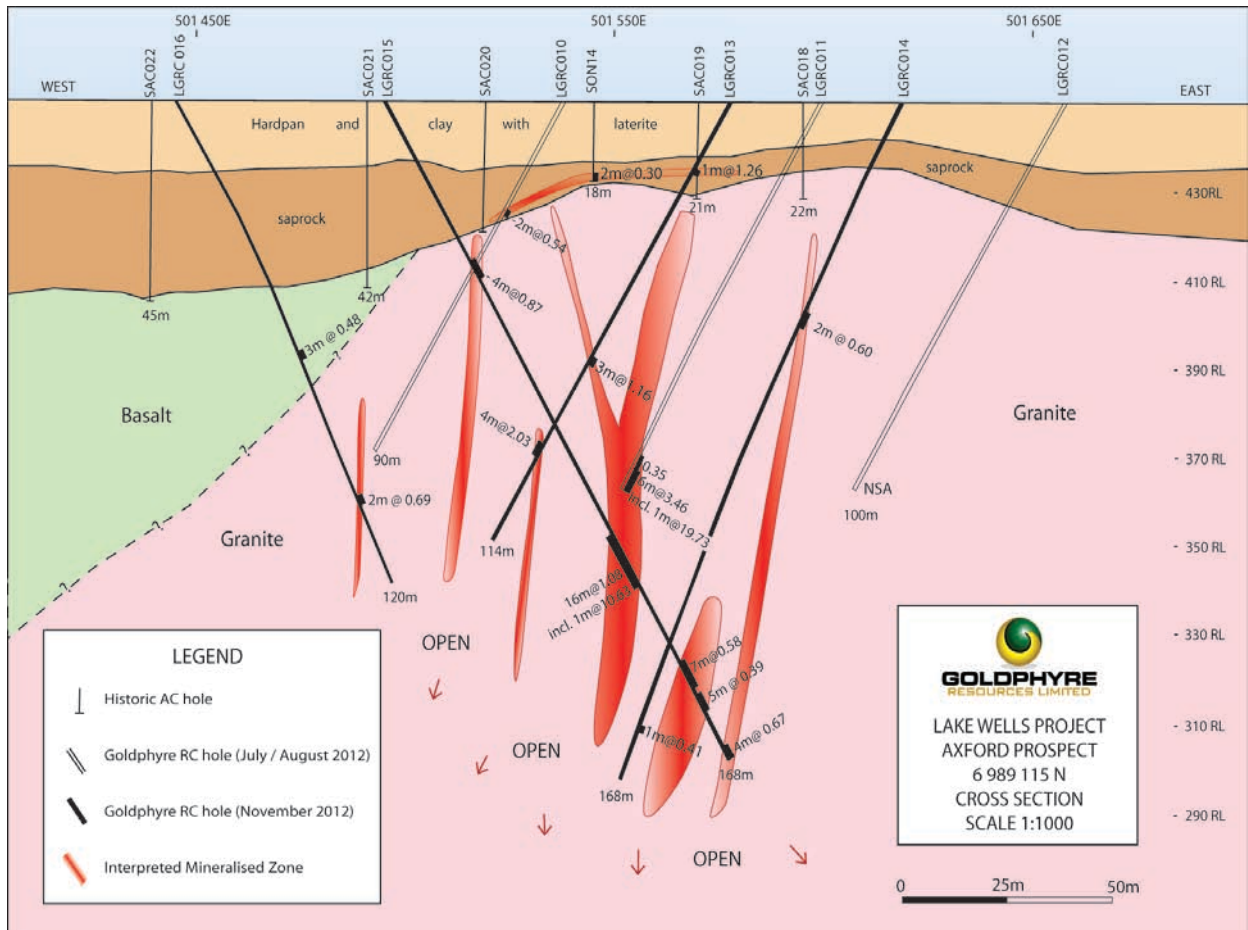 501 450E
501 550E
501 650E
WEST
SAC022
LGRC 016
SAC021
LGRC015
SAC020
LGRC010
SON14
SAC019
LGRC013
SAC018
LGRC011
LGRC014
LGRC012
EAST
Hardpan and clay with laterite
saprock
saprock
2m@0.30
18m
1m@1.26
21m
22m
2m@0.54
4m@0.87
42m
45m
3m @ 0.48
2m @ 0.60
3m@1.16
4m@2.03
Basalt
Granite
90m
0.35
6m@3.46
incl. 1m@19.73
NSA
100m
2m @ 0.69
Granite
114m
120m
16m@1.08
incl. 1m@10.63
7m@0.58
5m @ 0.39
4m@ 0.67
1m@0.41
168m
168m
- 430RL
- 410 RL
- 390 RL
- 370 RL
- 350 RL
- 330 RL
- 310 RL
- 290 RL
?
?
?
?
OPEN
OPEN
OPEN
LEGEND
Historic AC hole
Goldphyre RC hole (July / August 2012)
Goldphyre RC hole (November 2012)
Interpreted Mineralised Zone
GOLDPHYRE
RESOURCES LIMITED
LAKE WELLS PROJECT
AXFORD PROSPECT
6 989 115 N
CROSS SECTION
SCALE 1:1000
0 25m 50m